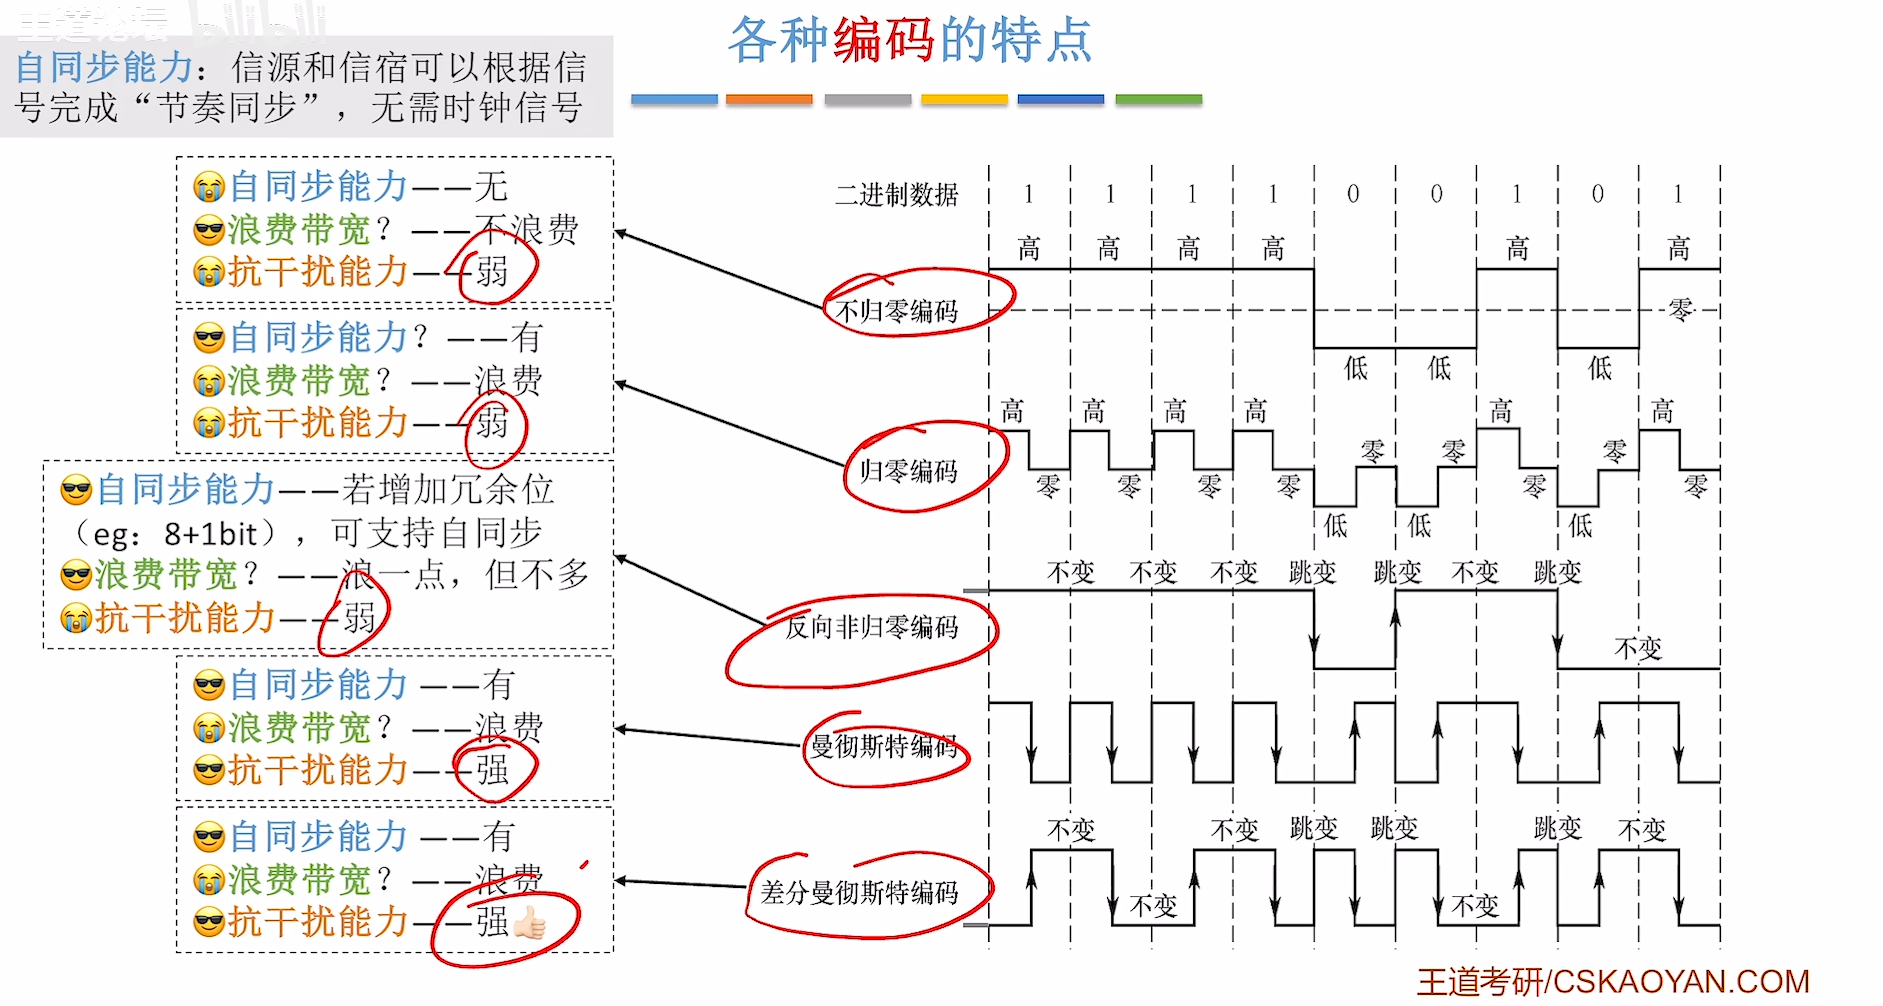 王道论坛 bilibili
各种编码的特点
自同步能力：信源和信宿可以根据信
号完成“节奏同步”，无需时钟信号
自同步能力——无
浪费带宽？——不浪费
抗干扰能力——弱
自同步能力？——有
浪费带宽？——浪费
抗干扰能力——弱
自同步能力——若增加冗余位
（eg：8+1bit），可支持自同步
浪费带宽？——浪一点，但不多
抗干扰能力——弱
自同步能力 ——有
浪费带宽？——浪费
抗干扰能力——强
自同步能力 ——有
浪费带宽？——浪费
抗干扰能力——强
二进制数据 1 1 1 1 0 0 1 0 1
高 高 高 高 高 高
不归零编码 零
低 低 低
高 高 高 高 高 高
零 零 零
归零编码
零 零 零 零 零 零
低 低 低
不变 不变 不变 跳变 跳变 不变 跳变
反向非归零编码
不变
曼彻斯特编码
不变 不变 跳变 跳变 跳变 不变
差分曼彻斯特编码
不变 不变
王道考研/CSKAOYAN.COM